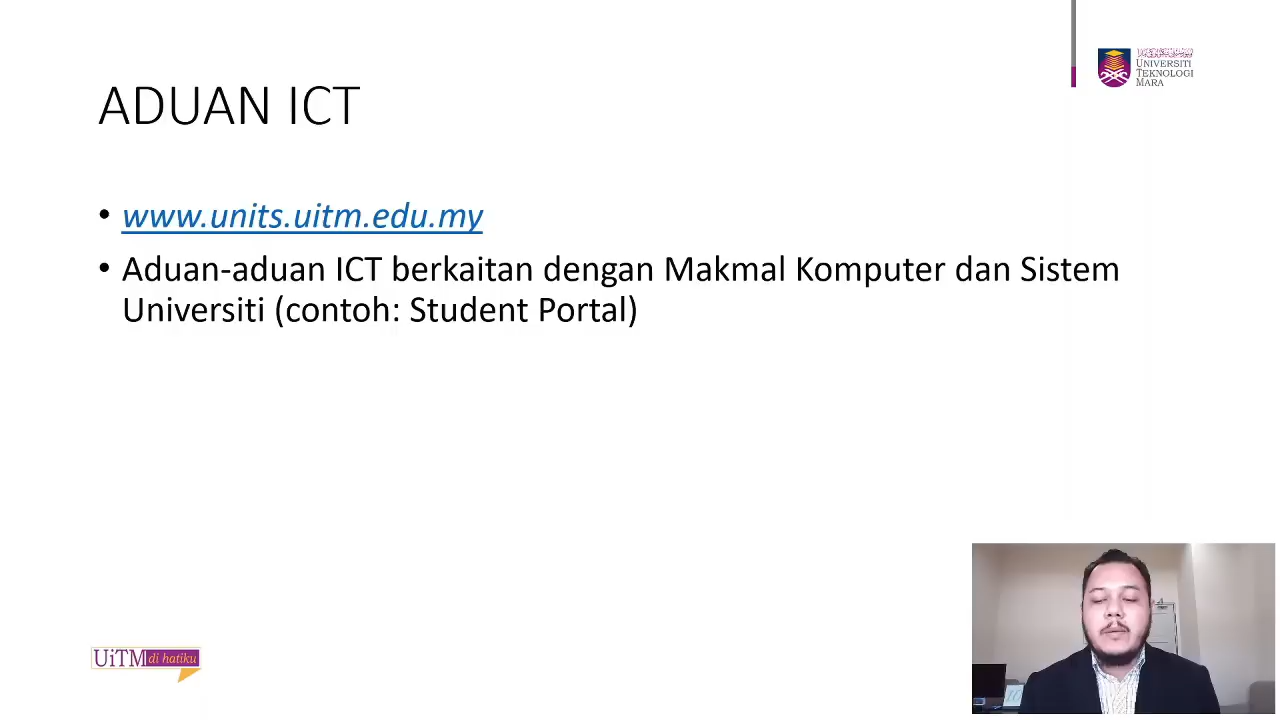 UNIVERSITI
TEKNOLOGI
MARA
ADUAN ICT
• www.units.uitm.edu.my
• Aduan-aduan ICT berkaitan dengan Makmal Komputer dan Sistem
Universiti (contoh: Student Portal)
UiTM di hatiku